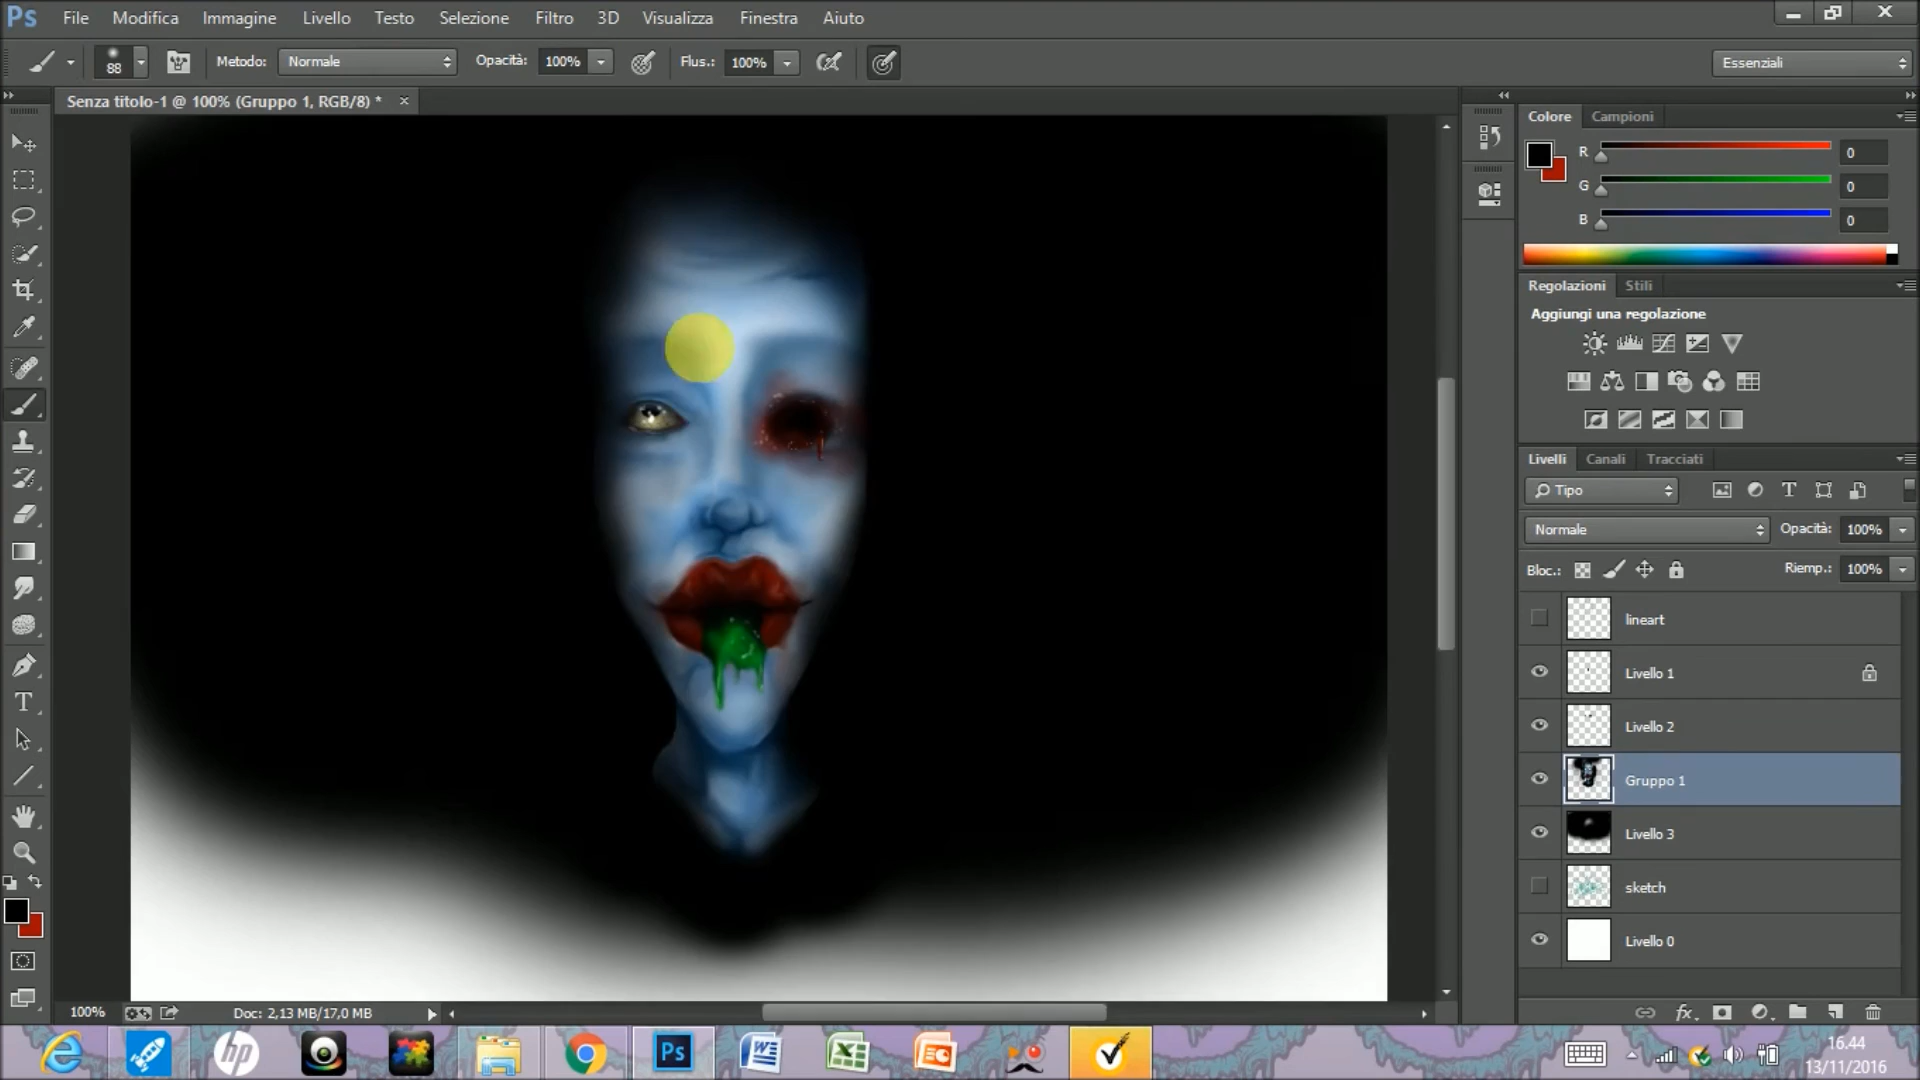 Ps File Modifica Immagine Livello Testo Selezione Filtro 3D Visualizza Finestra Aiuto
88 Metodo: Normale Opacità: 100% Flus.: 100% Essenziali
Senza titolo-1 @ 100% (Gruppo 1, RGB/8) *
Colore Campioni
R 0
G 0
B 0
Regolazioni Stili
Aggiungi una regolazione
Livelli Canali Tracciati
Tipo
Normale Opacità: 100%
Bloc.: Riemp.: 100%
lineart
Livello 1
Livello 2
Gruppo 1
Livello 3
sketch
Livello 0
100% Doc: 2,13 MB/17,0 MB
fx
hp Ps
16.44
13/11/2016